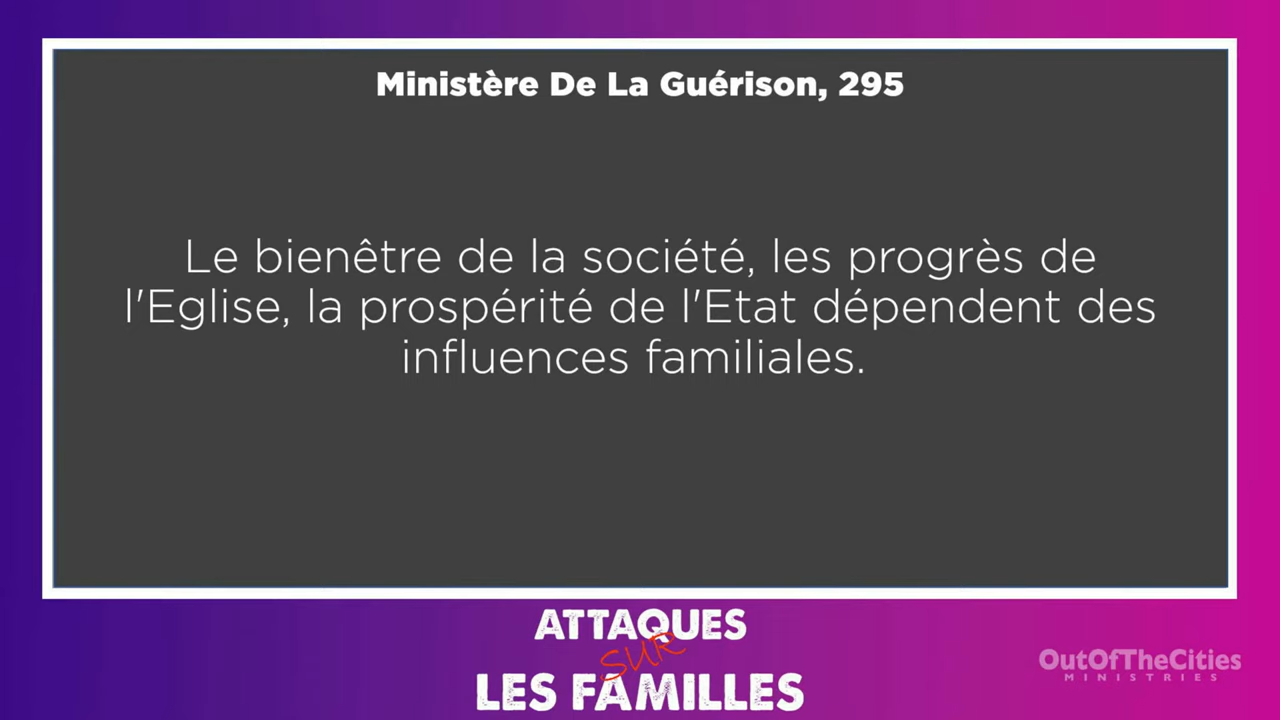 Ministère De La Guérison, 295
Le bienêtre de la société, les progrès de
l'Eglise, la prospérité de l'Etat dépendent des
influences familiales.
ATTAQUES
SUR
LES FAMILLES
OutOfTheCities
MINISTRIES